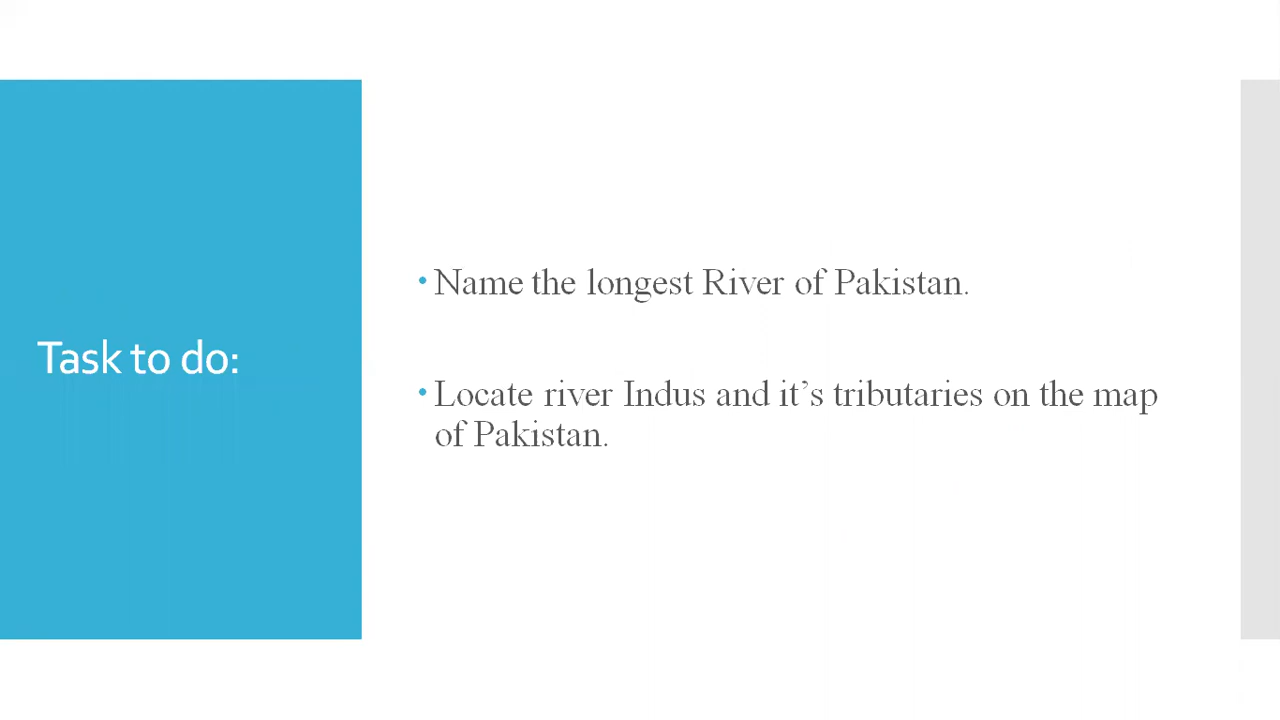 Task to do:
• Name the longest River of Pakistan.
• Locate river Indus and it’s tributaries on the map
of Pakistan.